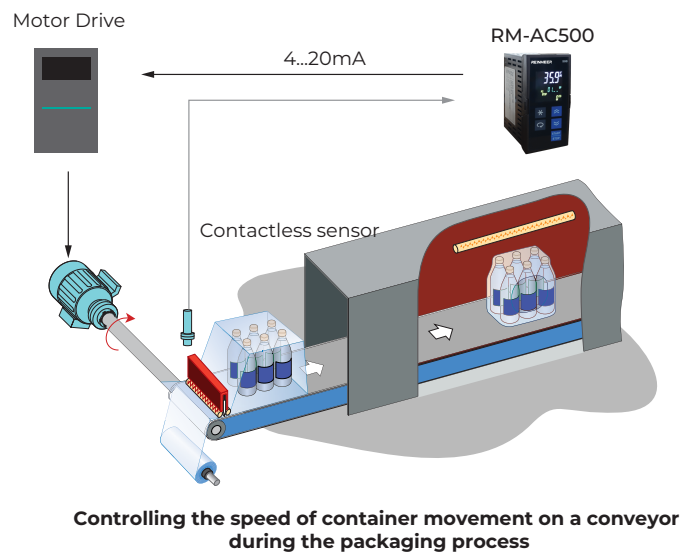 Motor Drive
RM-AC500
4...20mA
REINMEER
35.9
Contactless sensor
Controlling the speed of container movement on a conveyor
during the packaging process